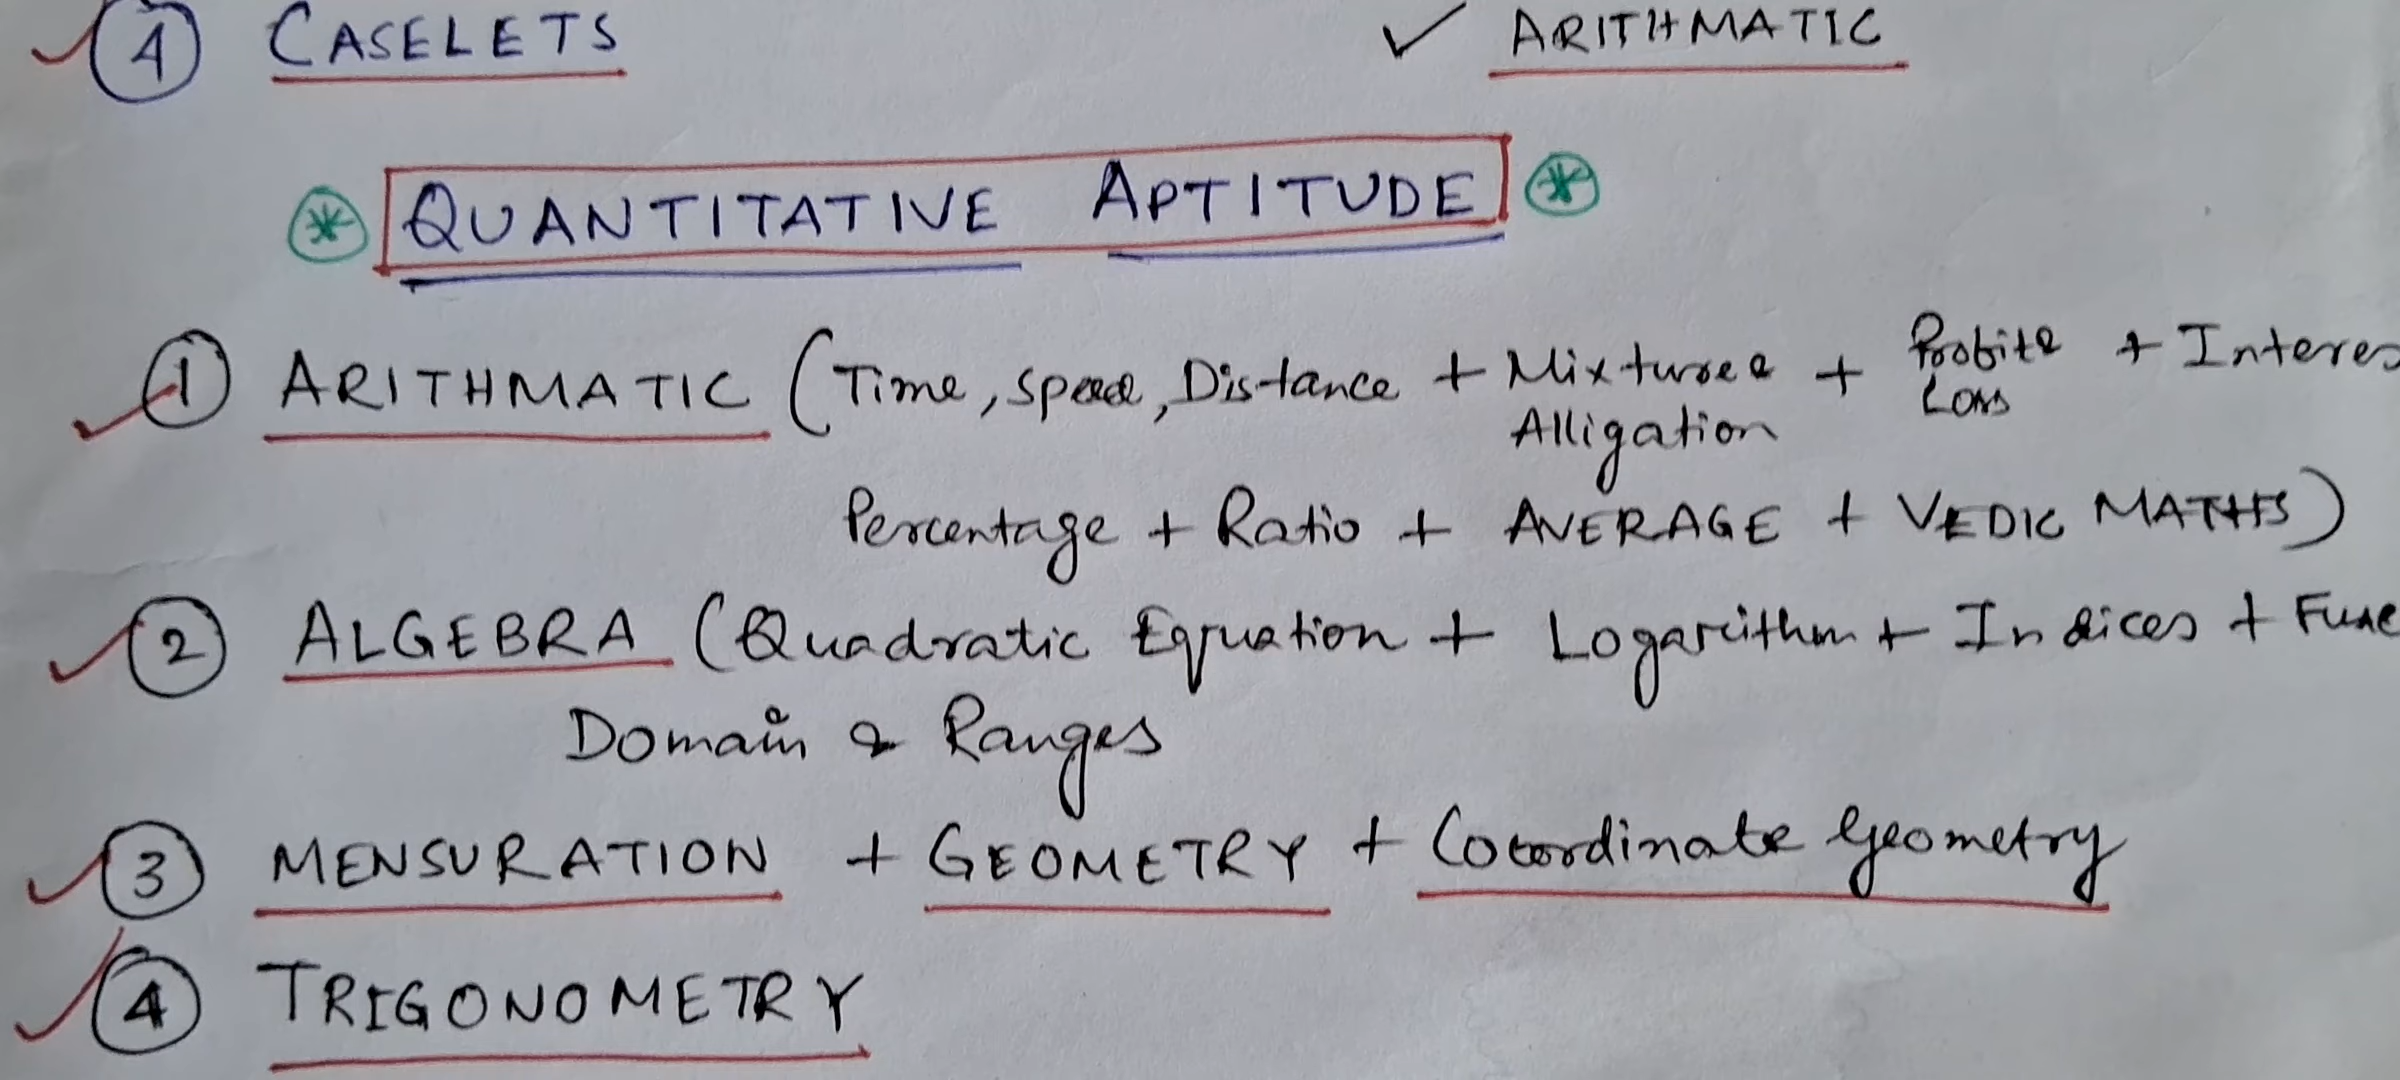 ④ CASELETS ✓ ARITHMATIC
QUANTITATIVE APTITUDE
① ARITHMATIC (Time, Speed, Distance + Mixture & + Profit & + Interes
Alligation Loss
Percentage + Ratio + AVERAGE + VEDIC MATHS)
② ALGEBRA (Quadratic Equation + Logarithm + Indices + Func
Domain & Ranges
③ MENSURATION + GEOMETRY + Coordinate Geometry
④ TRIGONOMETRY